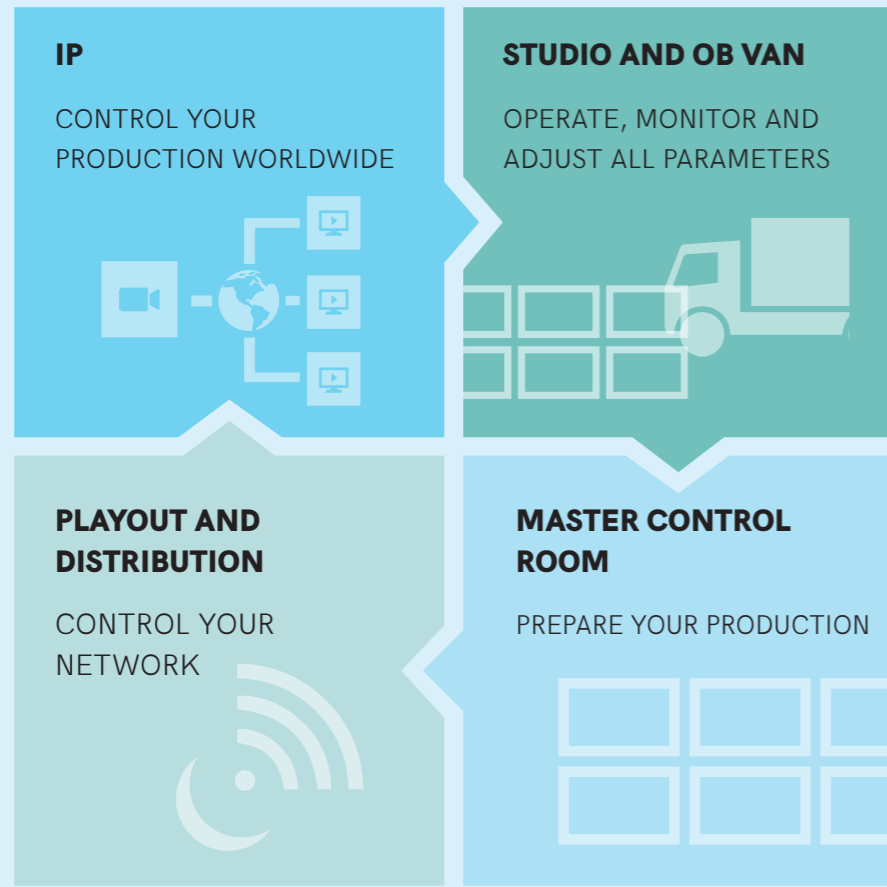 IP
CONTROL YOUR
PRODUCTION WORLDWIDE
STUDIO AND OB VAN
OPERATE, MONITOR AND
ADJUST ALL PARAMETERS
PLAYOUT AND
DISTRIBUTION
CONTROL YOUR
NETWORK
MASTER CONTROL
ROOM
PREPARE YOUR PRODUCTION